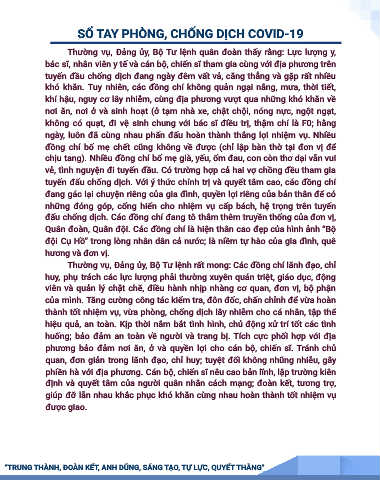 SỔ TAY PHÒNG, CHỐNG DỊCH COVID-19
Thường vụ, Đảng ủy, Bộ Tư lệnh quân đoàn thấy rằng: Lực lượng y,
bác sĩ, nhân viên y tế và cán bộ, chiến sĩ tham gia cùng với địa phương trên
tuyến đầu chống dịch đang ngày đêm vất vả, căng thẳng và gặp rất nhiều
khó khăn. Tuy nhiên, các đồng chí không quản ngại nắng, mưa, thời tiết,
khí hậu, nguy cơ lây nhiễm, cùng địa phương vượt qua những khó khăn về
nơi ăn, nơi ở và sinh hoạt (ở tạm nhà xe, chật chội, nóng nực, ngột ngạt,
không có quạt, đi vệ sinh chung với bác sĩ điều trị, thậm chí là F0; hằng
ngày, luôn đã cùng nhau phấn đấu hoàn thành thắng lợi nhiệm vụ. Nhiều
đồng chí bố mẹ chết cũng không về được (chỉ lập bàn thờ tại đơn vị để
chịu tang). Nhiều đồng chí bố mẹ già, yếu, ốm đau, con còn thơ dại vẫn vui
vẻ, tình nguyện đi tuyến đầu. Có trường hợp cả hai vợ chồng đều tham gia
tuyến đấu chống dịch. Với ý thức chính trị và quyết tâm cao, các đồng chí
đang gác lại chuyện riêng của gia đình, quyền lợi riêng của bản thân để có
những đóng góp, cống hiến cho nhiệm vụ cấp bách, hệ trọng trên tuyến
đấu chống dịch. Các đồng chí đang tô thắm thêm truyền thống của đơn vị,
Quân đoàn, Quân đội. Các đồng chí là hiện thân cao đẹp của hình ảnh “Bộ
đội Cụ Hồ” trong lòng nhân dân cả nước; là niềm tự hào của gia đình, quê
hương và đơn vị.
Thường vụ, Đảng ủy, Bộ Tư lệnh rất mong: Các đồng chí lãnh đạo, chỉ
huy, phụ trách các lực lượng phải thường xuyên quán triệt, giáo dục, động
viên và quản lý chặt chẽ, điều hành nhịp nhàng cơ quan, đơn vị, bộ phận
của mình. Tăng cường công tác kiểm tra, đôn đốc, chấn chỉnh để vừa hoàn
thành tốt nhiệm vụ, vừa phòng, chống dịch lây nhiễm cho cá nhân, tập thể
hiệu quả, an toàn. Kịp thời nắm bắt tình hình, chủ động xử trí tốt các tình
huống; bảo đảm an toàn về người và trang bị. Tích cực phối hợp với địa
phương bảo đảm nơi ăn, ở và quyền lợi cho cán bộ, chiến sĩ. Tránh chủ
quan, đơn giản trong lãnh đạo, chỉ huy; tuyệt đối không nhũng nhiễu, gây
phiền hà với địa phương. Cán bộ, chiến sĩ nêu cao bản lĩnh, lập trường kiên
định và quyết tâm của người quân nhân cách mạng; đoàn kết, tương trợ,
giúp đỡ lẫn nhau khắc phục khó khăn cùng nhau hoàn thành tốt nhiệm vụ
được giao.
“TRUNG THÀNH, ĐOÀN KẾT, ANH DŨNG, SÁNG TẠO, TỰ LỰC, QUYẾT THẮNG”